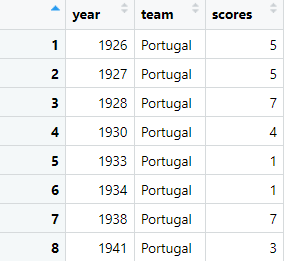 year team scores
1 1926 Portugal 5
2 1927 Portugal 5
3 1928 Portugal 7
4 1930 Portugal 4
5 1933 Portugal 1
6 1934 Portugal 1
7 1938 Portugal 7
8 1941 Portugal 3